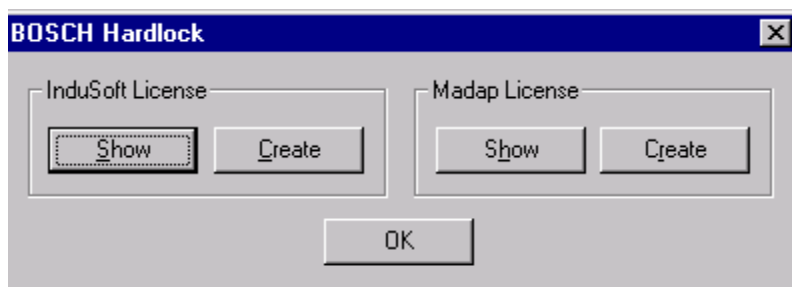 BOSCH Hardlock
InduSoft License
Madap License
Show
Create
Show
Create
OK